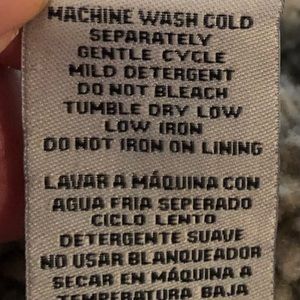 MACHINE WASH COLD
SEPARATELY
GENTLE CYCLE
MILD DETERGENT
DO NOT BLEACH
TUMBLE DRY LOW
LOW IRON
DO NOT IRON ON LINING
LAVAR A MÁQUINA CON
AGUA FRIA SEPERADO
CICLO LENTO
DETERGENTE SUAVE
NO USAR BLANQUEADOR
SECAR EN MÁQUINA A
TEMPERATURA BAJA